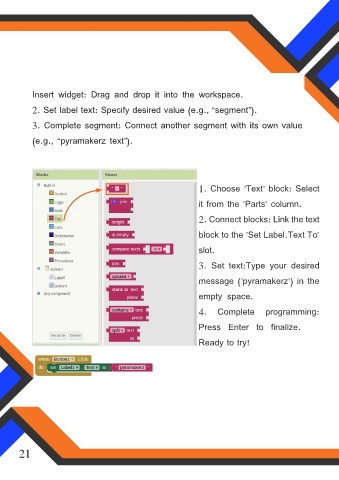 Insert widget: Drag and drop it into the workspace.
2. Set label text: Specify desired value (e.g., “segment”).
3. Complete segment: Connect another segment with its own value
(e.g., “pyramakerz text”).
Blocks
Viewer
Built-in
Control
Logic
Math
Text
Lists
Dictionaries
Colors
Variables
Procedures
Screen1
Label1
Button1
Any component
Rename
Delete
" "
join
length
is empty
compare texts
trim
upcase
starts at text
piece
contains text
piece
split text
at
1. Choose 'Text' block: Select
it from the 'Parts' column.
2. Connect blocks: Link the text
block to the 'Set Label.Text To'
slot.
3. Set text:Type your desired
message ('pyramakerz') in the
empty space.
4. Complete programming:
Press Enter to finalize.
Ready to try!
when Button1 .Click
do set Label1 . Text to " pyramakerz "
21